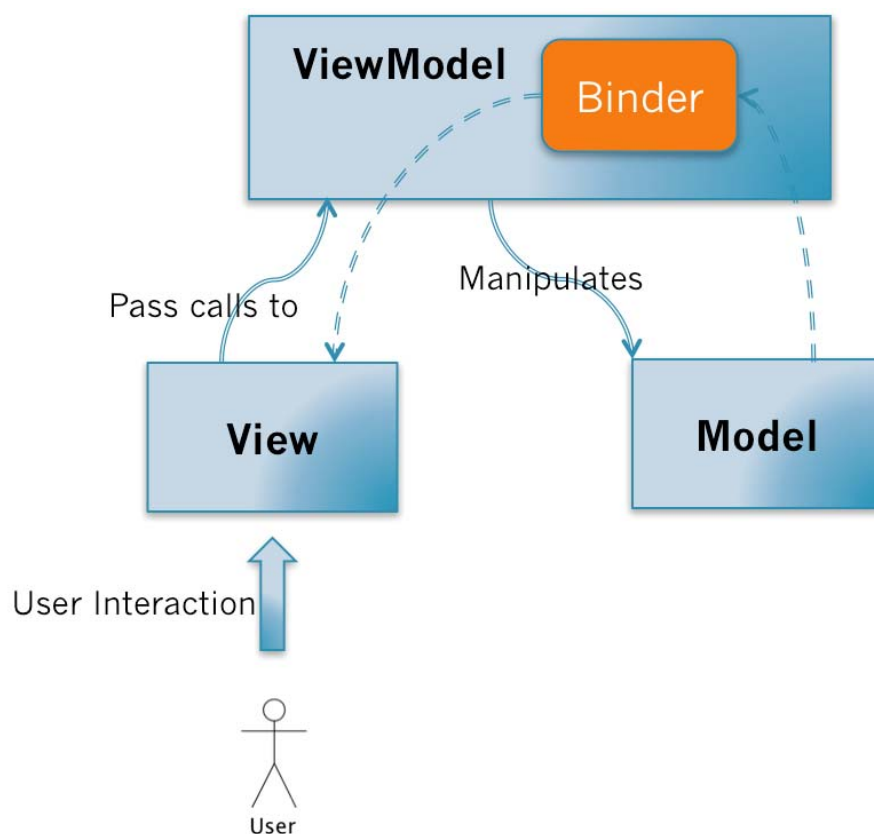 ViewModel
Binder
Pass calls to
Manipulates
View
Model
User Interaction
User